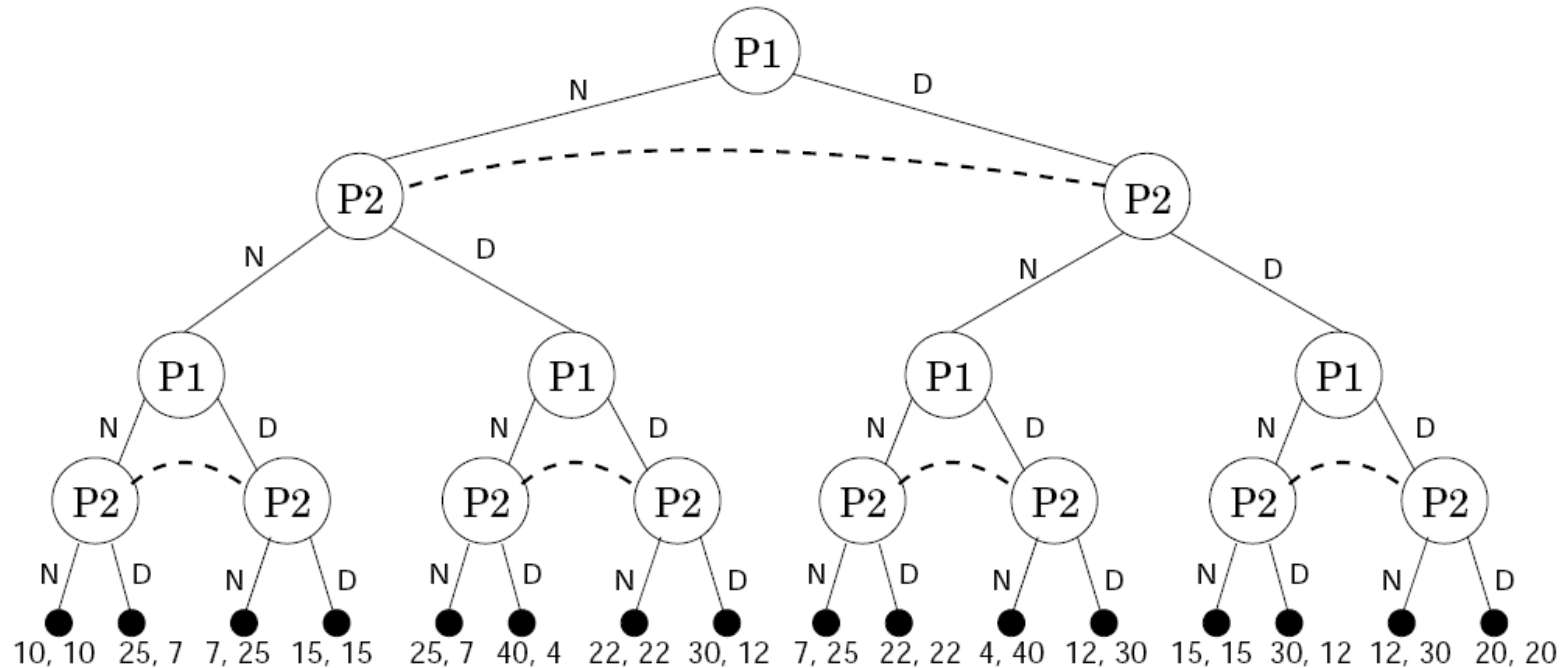 P1
N D
P2 P2
N D N D
P1 P1 P1 P1
N D N D N D N D
P2 P2 P2 P2 P2 P2 P2 P2
N D N D N D N D N D N D N D N D
10, 10 25, 7 7, 25 15, 15 25, 7 40, 4 22, 22 30, 12 7, 25 22, 22 4, 40 12, 30 15, 15 30, 12 12, 30 20, 20